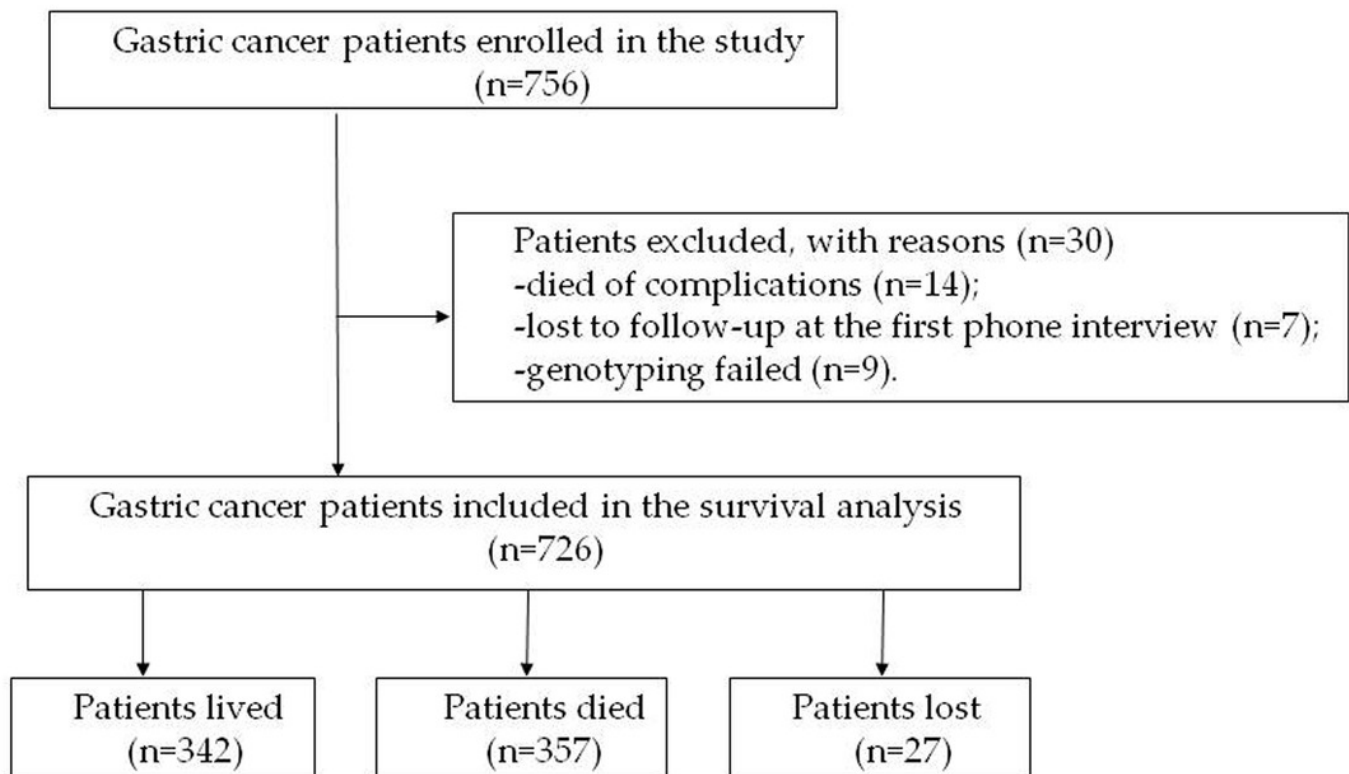 Gastric cancer patients enrolled in the study
(n=756)
Patients excluded, with reasons (n=30)
-died of complications (n=14);
-lost to follow-up at the first phone interview (n=7);
-genotyping failed (n=9).
Gastric cancer patients included in the survival analysis
(n=726)
Patients lived
(n=342)
Patients died
(n=357)
Patients lost
(n=27)